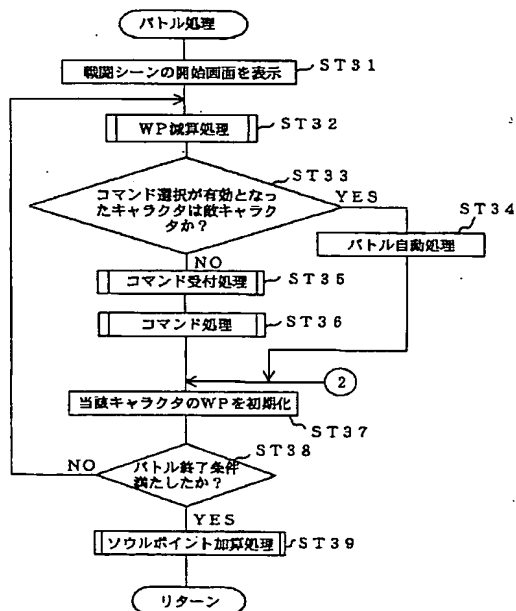 バトル処理
戦闘シーンの開始画面を表示
ST31
WP減算処理
ST32
ST33
コマンド選択が有効となっ
たキャラクタは敵キャラク
タか？
YES
ST34
バトル自動処理
NO
コマンド受付処理
ST35
コマンド処理
ST36
2
当該キャラクタのWPを初期化
ST37
ST38
NO
バトル終了条件
満たしたか？
YES
ソウルポイント加算処理
ST39
リターン